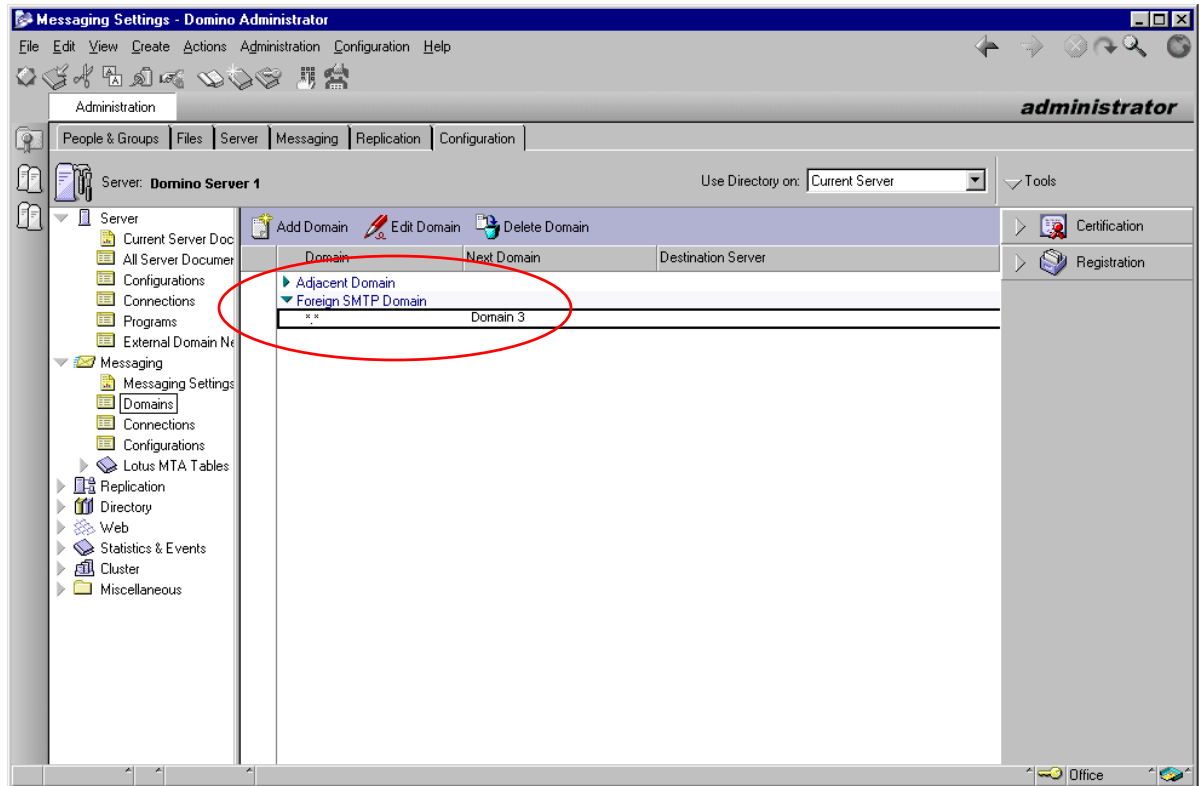 Messaging Settings - Domino Administrator
File Edit View Create Actions Administration Configuration Help
Administration
administrator
People & Groups Files Server Messaging Replication Configuration
Server: Domino Server 1
Use Directory on: Current Server
Tools
Server
Current Server Doc
All Server Documer
Configurations
Connections
Programs
External Domain Ne
Messaging
Messaging Settings
Domains
Connections
Configurations
Lotus MTA Tables
Replication
Directory
Web
Statistics & Events
Cluster
Miscellaneous
Add Domain Edit Domain Delete Domain
Domain Next Domain Destination Server
Adjacent Domain
Foreign SMTP Domain
*.* Domain 3
Certification
Registration
Office